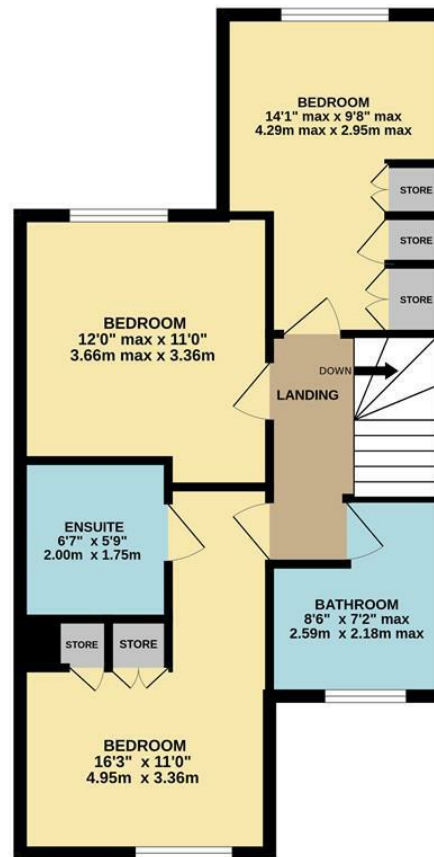 BEDROOM
14'1" max x 9'8" max
4.29m max x 2.95m max
STORE
STORE
STORE
BEDROOM
12'0" max x 11'0"
3.66m max x 3.36m
DOWN
LANDING
ENSUITE
6'7" x 5'9"
2.00m x 1.75m
BATHROOM
8'6" x 7'2" max
2.59m x 2.18m max
STORE
STORE
BEDROOM
16'3" x 11'0"
4.95m x 3.36m